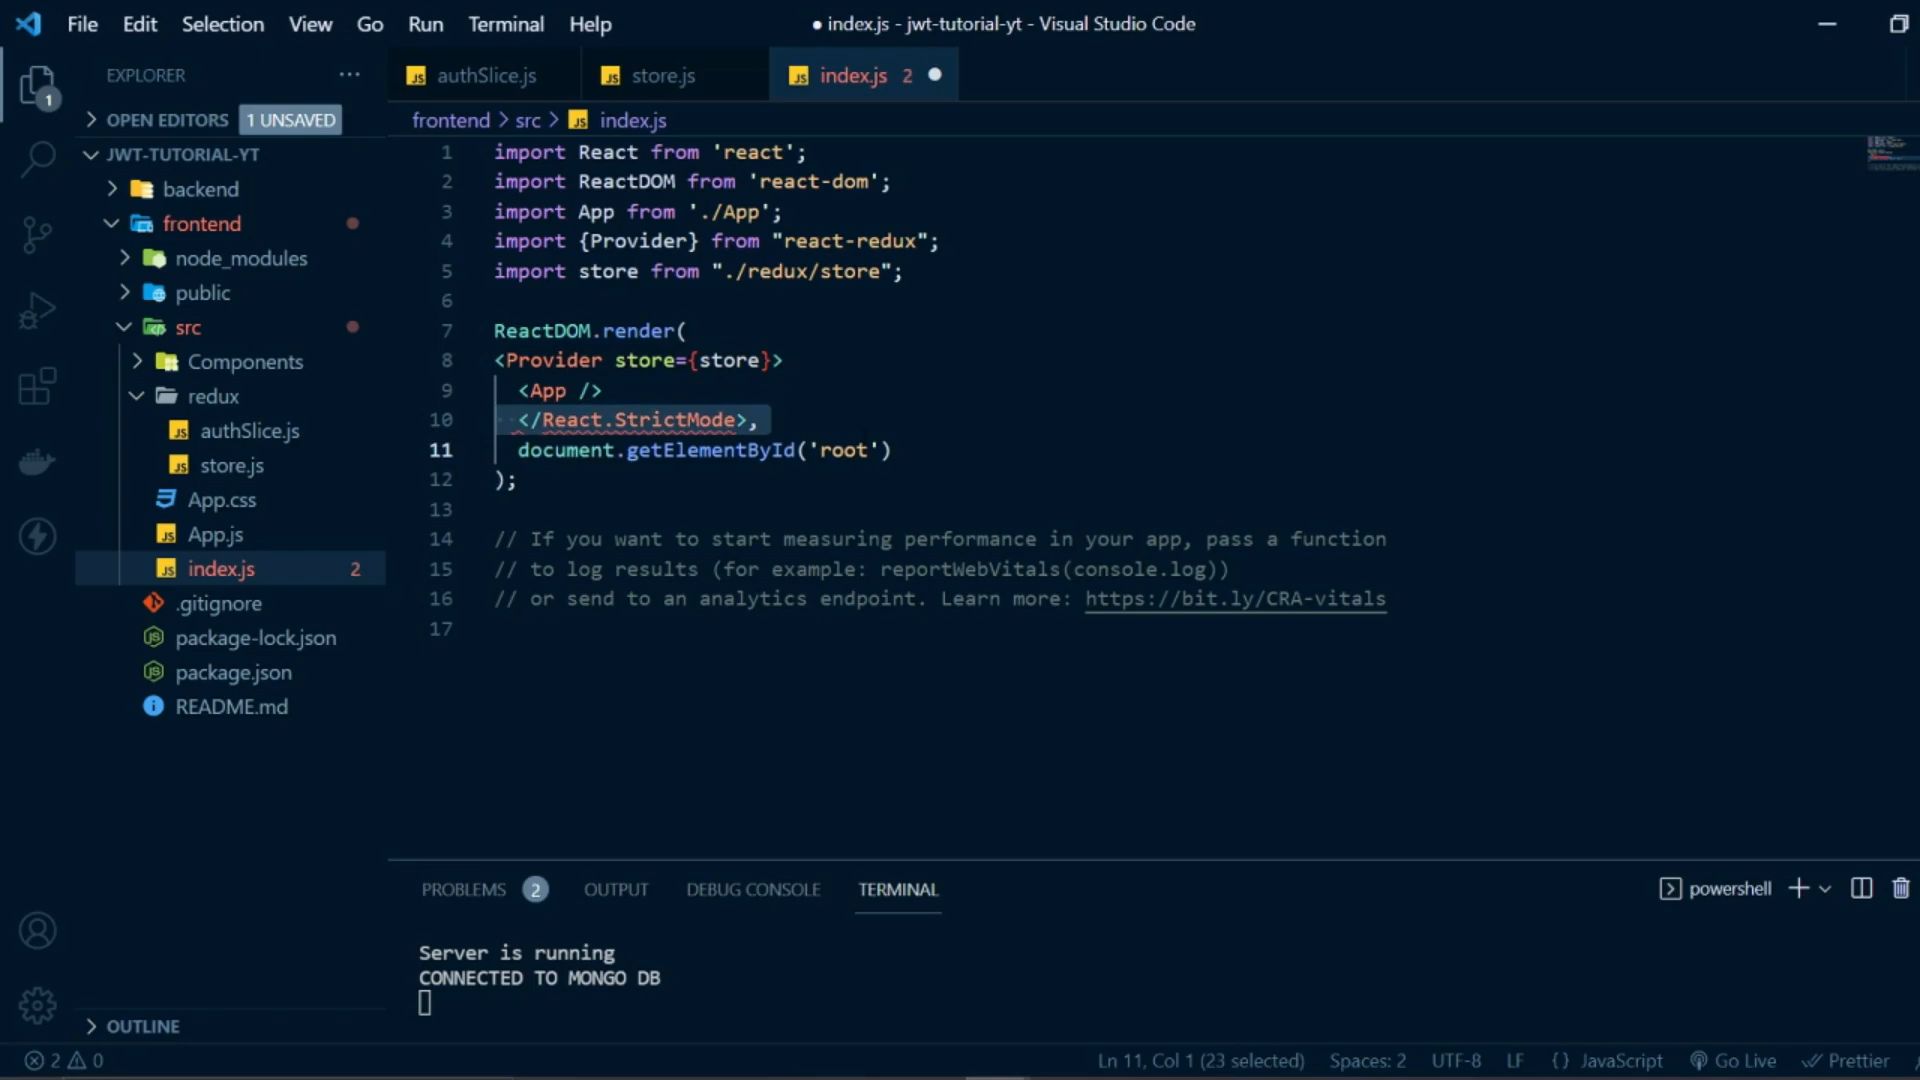 File Edit Selection View Go Run Terminal Help
● index.js - jwt-tutorial-yt - Visual Studio Code
EXPLORER
JS authSlice.js
JS store.js
JS index.js 2
1
OPEN EDITORS 1 UNSAVED
frontend > src > JS index.js
JWT-TUTORIAL-YT
backend
frontend
node_modules
public
src
Components
redux
JS authSlice.js
JS store.js
App.css
JS App.js
JS index.js 2
.gitignore
package-lock.json
package.json
README.md
OUTLINE
1 import React from 'react';
2 import ReactDOM from 'react-dom';
3 import App from './App';
4 import {Provider} from "react-redux";
5 import store from "./redux/store";
6
7 ReactDOM.render(
8 <Provider store={store}>
9 <App />
10 </React.StrictMode>,
11 document.getElementById('root')
12 );
13
14 // If you want to start measuring performance in your app, pass a function
15 // to log results (for example: reportWebVitals(console.log))
16 // or send to an analytics endpoint. Learn more: https://bit.ly/CRA-vitals
17
PROBLEMS 2 OUTPUT DEBUG CONSOLE TERMINAL
powershell
Server is running
CONNECTED TO MONGO DB
2 0
Ln 11, Col 1 (23 selected) Spaces: 2 UTF-8 LF {} JavaScript Go Live Prettier